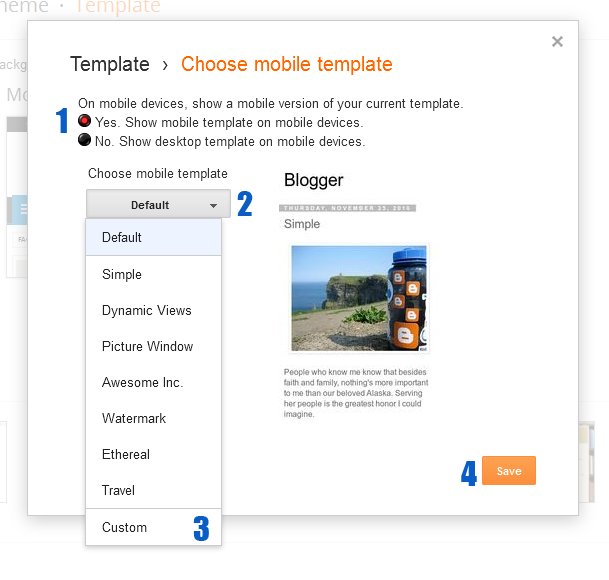 heme · Template
ackg
Mo
×
Template › Choose mobile template
On mobile devices, show a mobile version of your current template.
1 Yes. Show mobile template on mobile devices.
No. Show desktop template on mobile devices.
Choose mobile template
Default 2
Default
Simple
Dynamic Views
Picture Window
Awesome Inc.
Watermark
Ethereal
Travel
Custom 3
Blogger
THURSDAY, NOVEMBER 25, 2010
Simple
People who know me know that besides
faith and family, nothing's more important
to me than our beloved Alaska. Serving
her people is the greatest honor I could
imagine.
4 Save